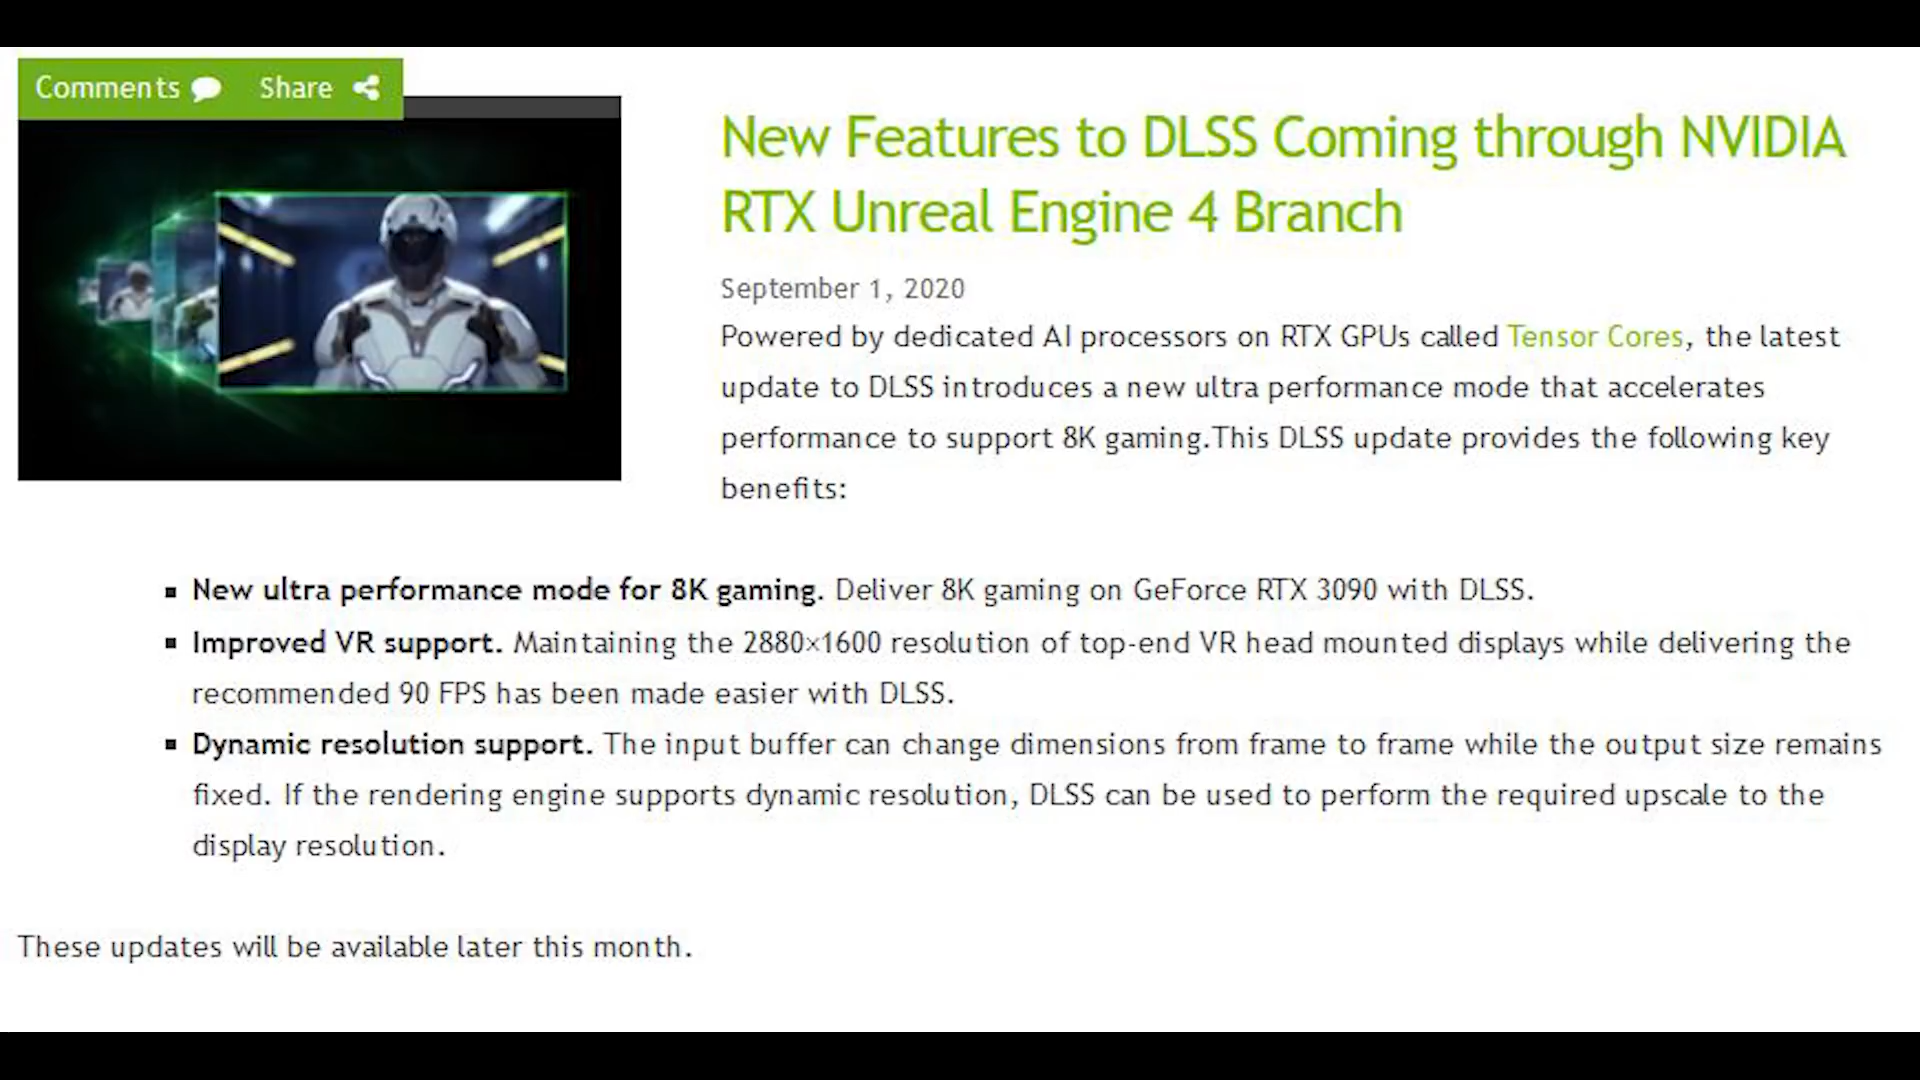 Comments Share
New Features to DLSS Coming through NVIDIA
RTX Unreal Engine 4 Branch
September 1, 2020
Powered by dedicated AI processors on RTX GPUs called Tensor Cores, the latest
update to DLSS introduces a new ultra performance mode that accelerates
performance to support 8K gaming.This DLSS update provides the following key
benefits:
▪ New ultra performance mode for 8K gaming. Deliver 8K gaming on GeForce RTX 3090 with DLSS.
▪ Improved VR support. Maintaining the 2880×1600 resolution of top-end VR head mounted displays while delivering the
recommended 90 FPS has been made easier with DLSS.
▪ Dynamic resolution support. The input buffer can change dimensions from frame to frame while the output size remains
fixed. If the rendering engine supports dynamic resolution, DLSS can be used to perform the required upscale to the
display resolution.
These updates will be available later this month.